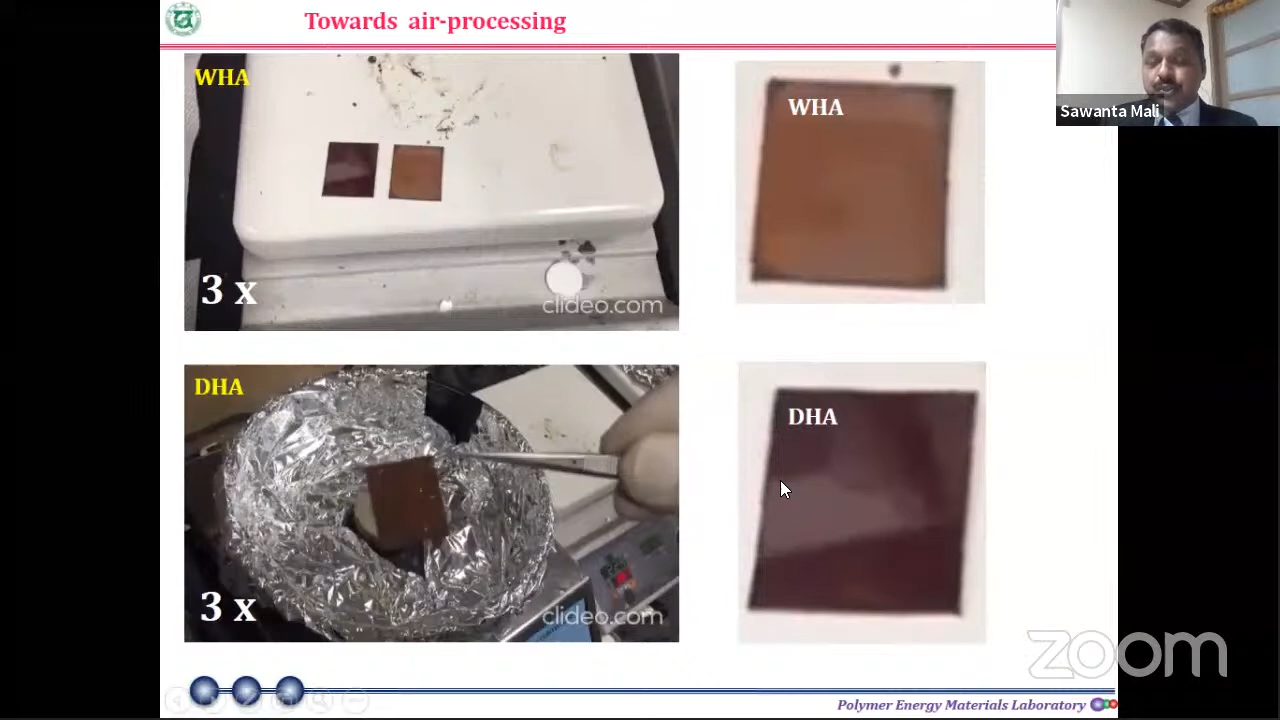 Towards air-processing
WHA
3 x
clideo.com
WHA
Sawanta Mali
DHA
3 x
clideo.com
DHA
zoom
Polymer Energy Materials Laboratory